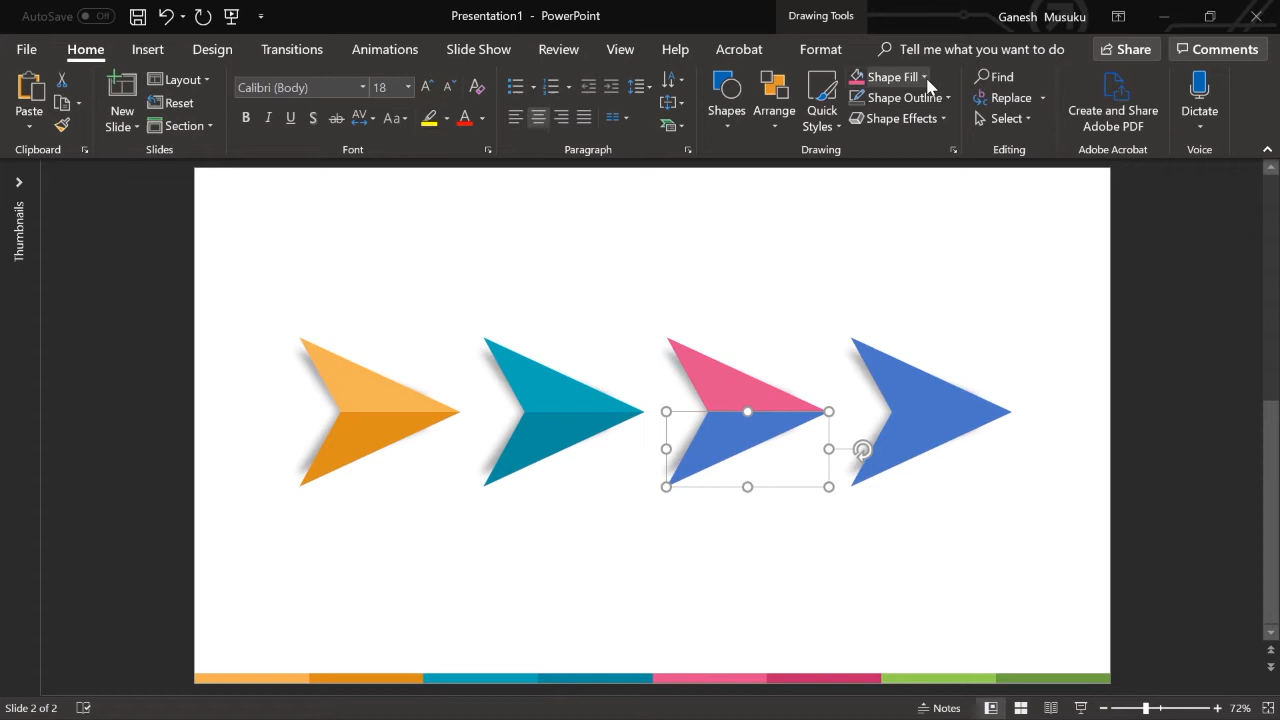 AutoSave Off
Presentation1 - PowerPoint
Drawing Tools
Ganesh Musuku
File Home Insert Design Transitions Animations Slide Show Review View Help Acrobat Format Tell me what you want to do Share Comments
Paste
Clipboard
New Slide
Layout
Reset
Section
Slides
Calibri (Body) 18
B I U S ab AV Aa A
Font
Paragraph
Shapes
Arrange
Quick Styles
Shape Fill
Shape Outline
Shape Effects
Drawing
Find
Replace
Select
Editing
Create and Share
Adobe PDF
Adobe Acrobat
Dictate
Voice
Thumbnails
Slide 2 of 2
Notes
72%